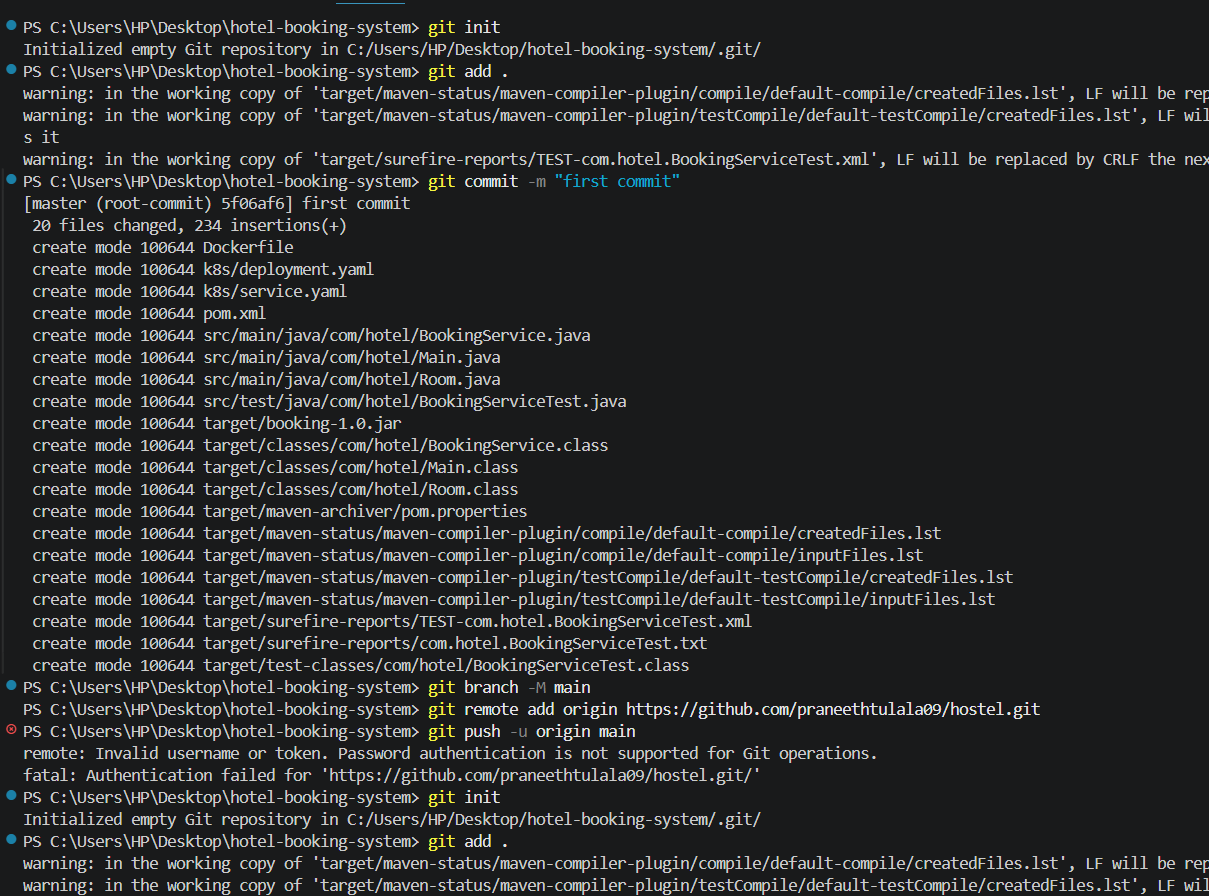 PS C:\Users\HP\Desktop\hotel-booking-system> git init
Initialized empty Git repository in C:/Users/HP/Desktop/hotel-booking-system/.git/
PS C:\Users\HP\Desktop\hotel-booking-system> git add .
warning: in the working copy of 'target/maven-status/maven-compiler-plugin/compile/default-compile/createdFiles.lst', LF will be rep
warning: in the working copy of 'target/maven-status/maven-compiler-plugin/testCompile/default-testCompile/createdFiles.lst', LF wil
s it
warning: in the working copy of 'target/surefire-reports/TEST-com.hotel.BookingServiceTest.xml', LF will be replaced by CRLF the nex
PS C:\Users\HP\Desktop\hotel-booking-system> git commit -m "first commit"
[master (root-commit) 5f06af6] first commit
 20 files changed, 234 insertions(+)
 create mode 100644 Dockerfile
 create mode 100644 k8s/deployment.yaml
 create mode 100644 k8s/service.yaml
 create mode 100644 pom.xml
 create mode 100644 src/main/java/com/hotel/BookingService.java
 create mode 100644 src/main/java/com/hotel/Main.java
 create mode 100644 src/main/java/com/hotel/Room.java
 create mode 100644 src/test/java/com/hotel/BookingServiceTest.java
 create mode 100644 target/booking-1.0.jar
 create mode 100644 target/classes/com/hotel/BookingService.class
 create mode 100644 target/classes/com/hotel/Main.class
 create mode 100644 target/classes/com/hotel/Room.class
 create mode 100644 target/maven-archiver/pom.properties
 create mode 100644 target/maven-status/maven-compiler-plugin/compile/default-compile/createdFiles.lst
 create mode 100644 target/maven-status/maven-compiler-plugin/compile/default-compile/inputFiles.lst
 create mode 100644 target/maven-status/maven-compiler-plugin/testCompile/default-testCompile/createdFiles.lst
 create mode 100644 target/maven-status/maven-compiler-plugin/testCompile/default-testCompile/inputFiles.lst
 create mode 100644 target/surefire-reports/TEST-com.hotel.BookingServiceTest.xml
 create mode 100644 target/surefire-reports/com.hotel.BookingServiceTest.txt
 create mode 100644 target/test-classes/com/hotel/BookingServiceTest.class
PS C:\Users\HP\Desktop\hotel-booking-system> git branch -M main
PS C:\Users\HP\Desktop\hotel-booking-system> git remote add origin https://github.com/praneethtulala09/hostel.git
PS C:\Users\HP\Desktop\hotel-booking-system> git push -u origin main
remote: Invalid username or token. Password authentication is not supported for Git operations.
fatal: Authentication failed for 'https://github.com/praneethtulala09/hostel.git/'
PS C:\Users\HP\Desktop\hotel-booking-system> git init
Initialized empty Git repository in C:/Users/HP/Desktop/hotel-booking-system/.git/
PS C:\Users\HP\Desktop\hotel-booking-system> git add .
warning: in the working copy of 'target/maven-status/maven-compiler-plugin/compile/default-compile/createdFiles.lst', LF will be rep
warning: in the working copy of 'target/maven-status/maven-compiler-plugin/testCompile/default-testCompile/createdFiles.lst', LF wil